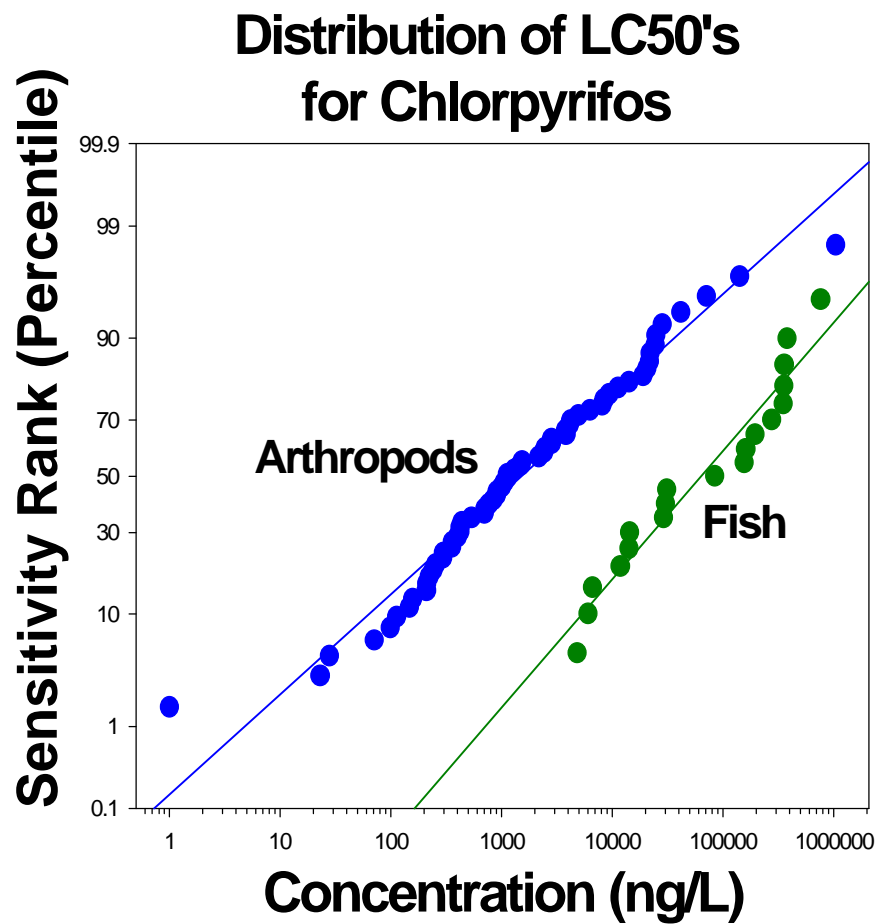 Distribution of LC50's
for Chlorpyrifos
Sensitivity Rank (Percentile)
99.9
99
90
70
50
30
10
1
0.1
Arthropods
Fish
1 10 100 1000 10000 100000 1000000
Concentration (ng/L)